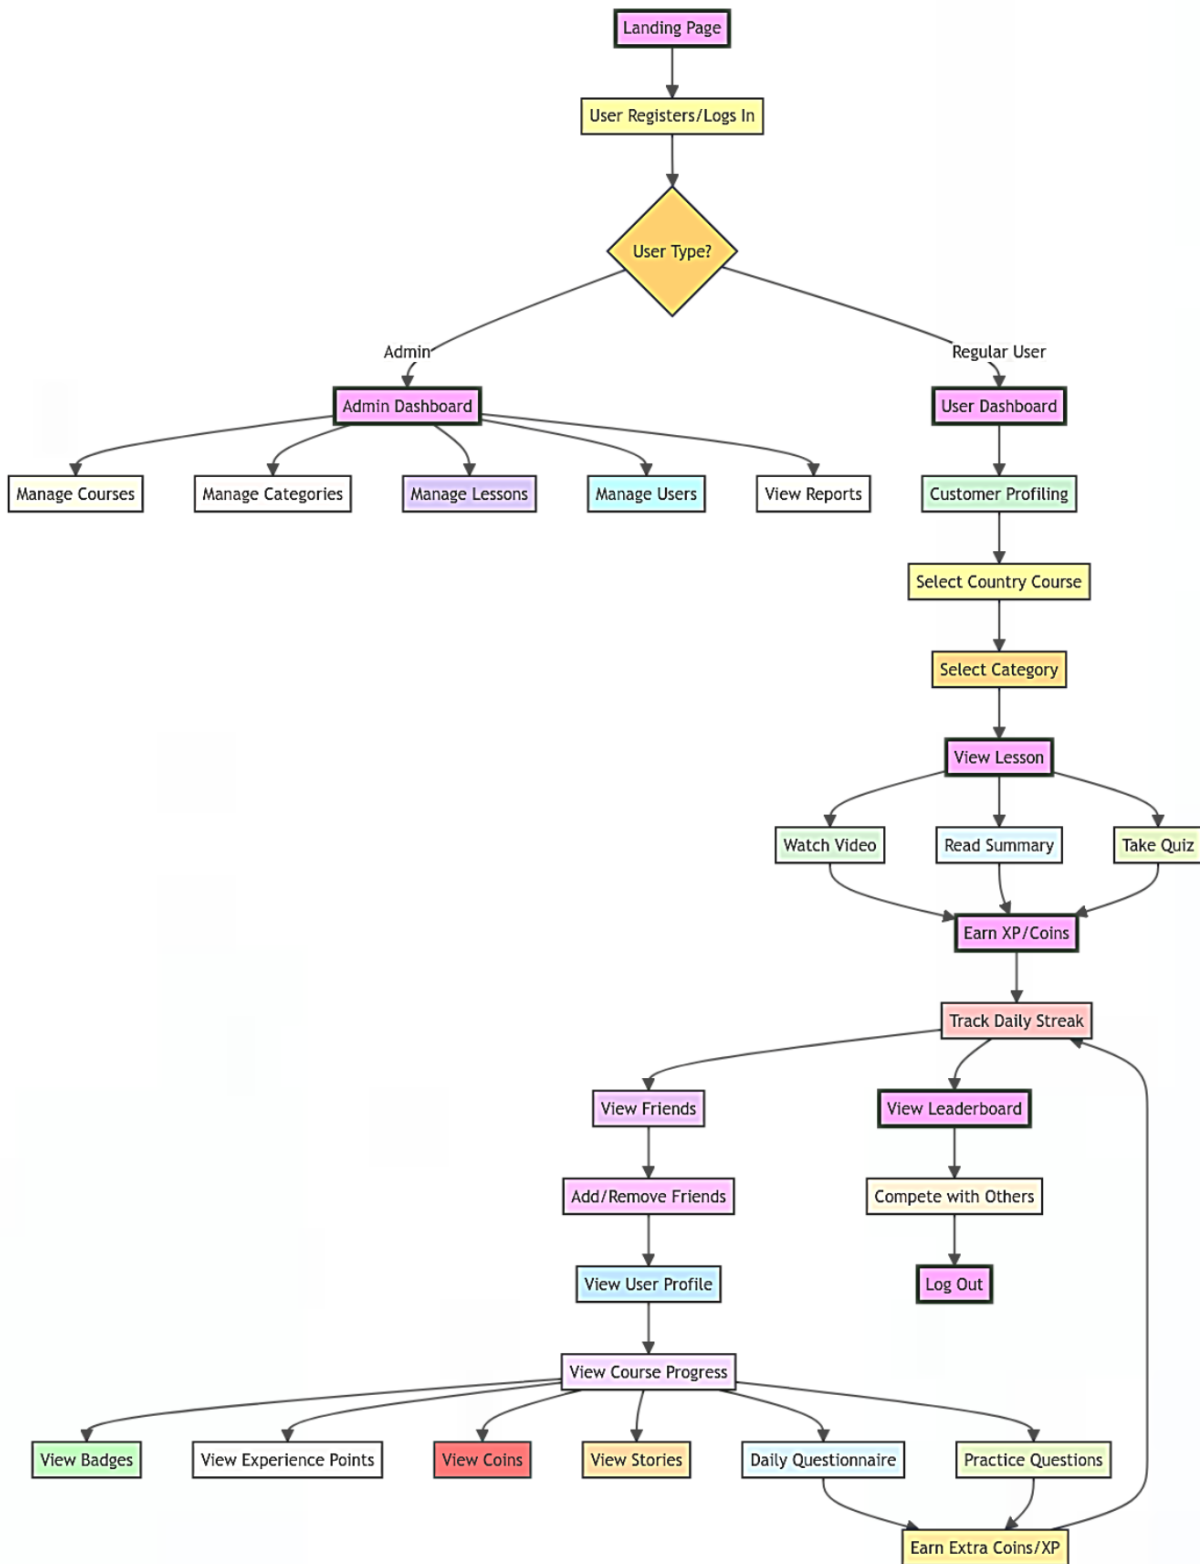 Landing Page
User Registers/Logs In
User Type?
Admin
Regular User
Admin Dashboard
User Dashboard
Manage Courses
Manage Categories
Manage Lessons
Manage Users
View Reports
Customer Profiling
Select Country Course
Select Category
View Lesson
Watch Video
Read Summary
Take Quiz
Earn XP/Coins
Track Daily Streak
View Friends
View Leaderboard
Add/Remove Friends
Compete with Others
View User Profile
Log Out
View Course Progress
View Badges
View Experience Points
View Coins
View Stories
Daily Questionnaire
Practice Questions
Earn Extra Coins/XP